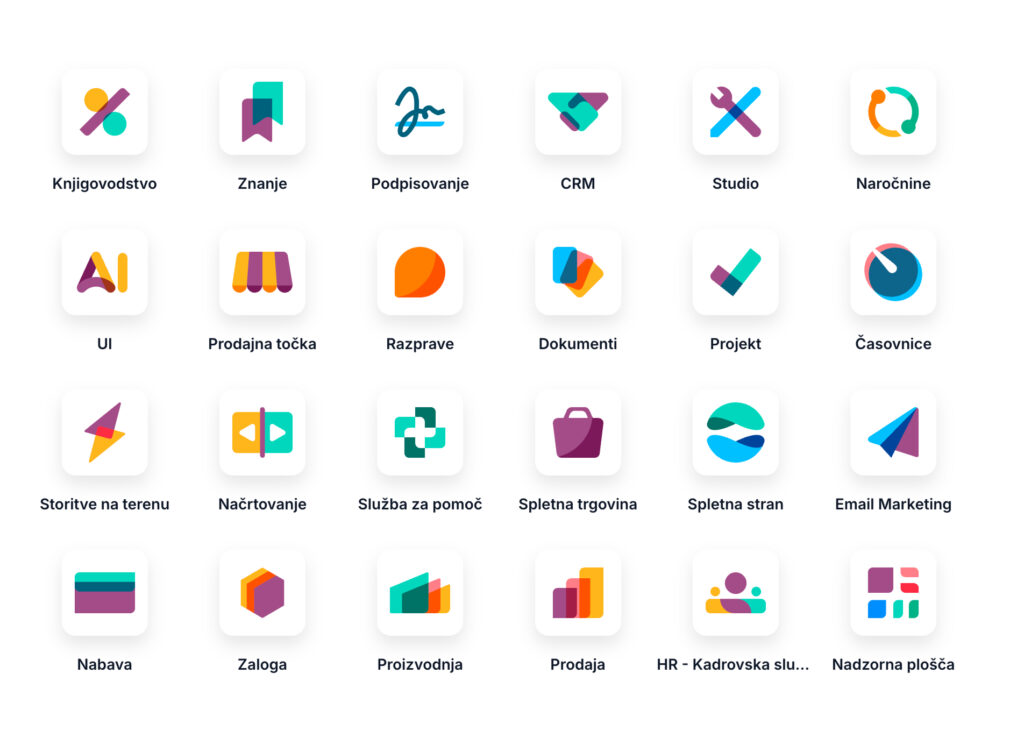 Knjigovodstvo Znanje Podpisovanje CRM Studio Naročnine
AI
UI Prodajna točka Razprave Dokumenti Projekt Časovnice
Storitve na terenu Načrtovanje Služba za pomoč Spletna trgovina Spletna stran Email Marketing
Nabava Zaloga Proizvodnja Prodaja HR - Kadrovska slu... Nadzorna plošča